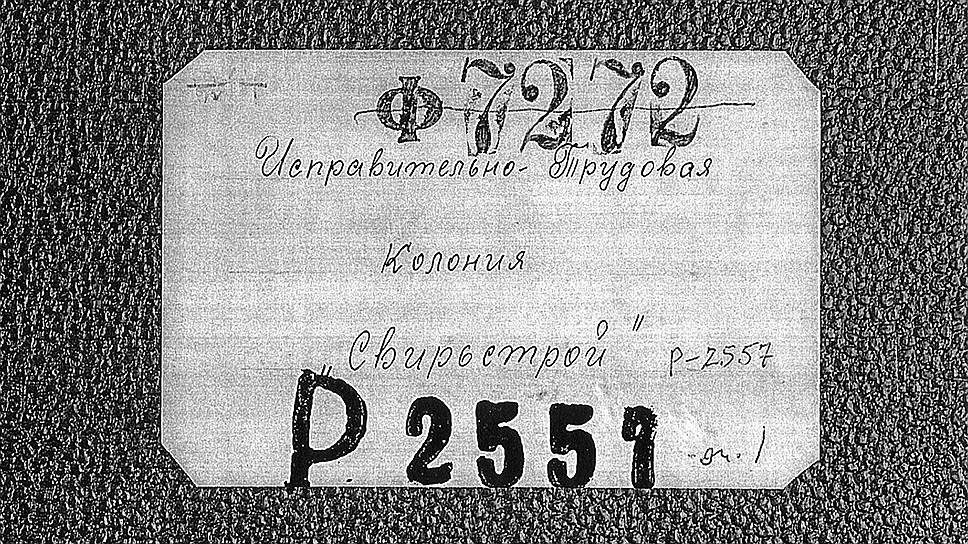 Ф 7272
Исправительно-Трудовая
Колония
"Свирьстрой" Р-2557
Р 2557 оп. 1